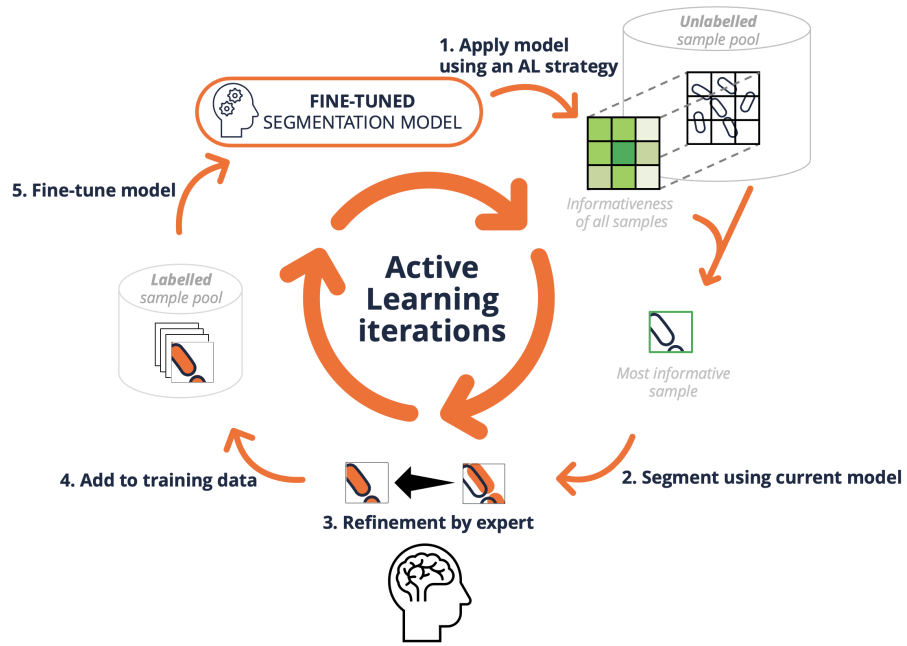 Unlabelled
sample pool
1. Apply model
using an AL strategy
FINE-TUNED
SEGMENTATION MODEL
5. Fine-tune model
Informativeness
of all samples
Active
Learning
iterations
Labelled
sample pool
Most informative
sample
4. Add to training data
2. Segment using current model
3. Refinement by expert